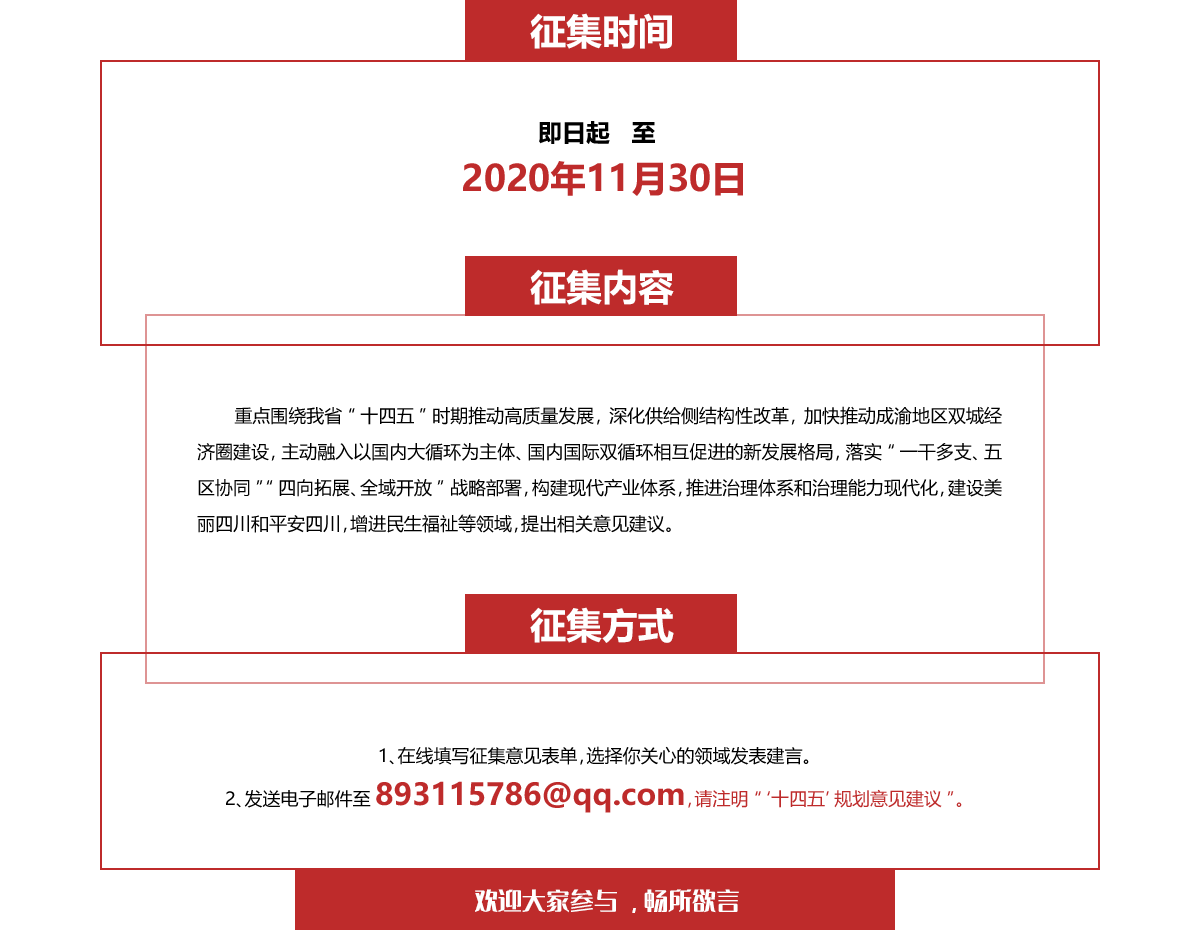 征集时间
即日起 至
2020年11月30日
征集内容
重点围绕我省“十四五”时期推动高质量发展，深化供给侧结构性改革，加快推动成渝地区双城经
济圈建设，主动融入以国内大循环为主体、国内国际双循环相互促进的新发展格局，落实“一干多支、五
区协同”“四向拓展、全域开放”战略部署，构建现代产业体系，推进治理体系和治理能力现代化，建设美
丽四川和平安四川，增进民生福祉等领域，提出相关意见建议。
征集方式
1、在线填写征集意见表单，选择你关心的领域发表建言。
2、发送电子邮件至893115786@qq.com，请注明“‘十四五’规划意见建议”。
欢迎大家参与，畅所欲言